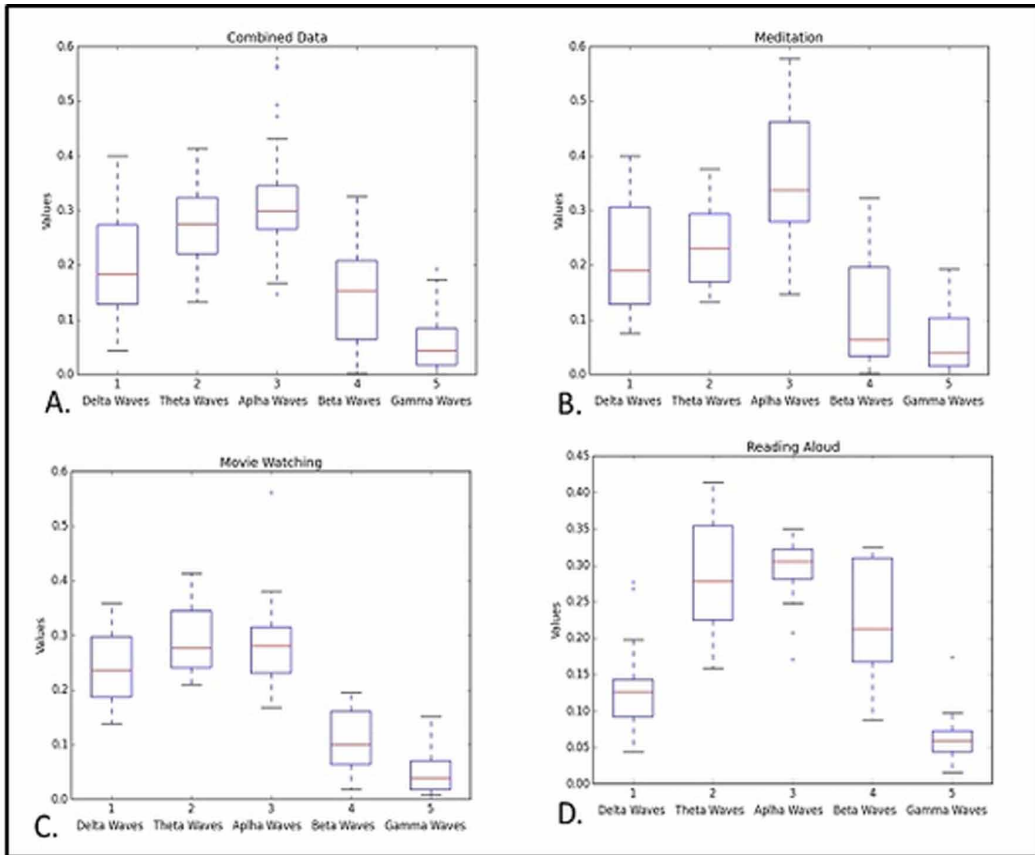 Combined Data
0.6
0.5
0.4
0.3
0.2
0.1
0.0
Values
1 2 3 4 5
Delta Waves Theta Waves Aplha Waves Beta Waves Gamma Waves
A.
Meditation
0.6
0.5
0.4
0.3
0.2
0.1
0.0
Values
1 2 3 4 5
Delta Waves Theta Waves Aplha Waves Beta Waves Gamma Waves
B.
Movie Watching
0.6
0.5
0.4
0.3
0.2
0.1
0.0
Values
1 2 3 4 5
Delta Waves Theta Waves Aplha Waves Beta Waves Gamma Waves
C.
Reading Aloud
0.45
0.40
0.35
0.30
0.25
0.20
0.15
0.10
0.05
0.00
Values
1 2 3 4 5
Delta Waves Theta Waves Aplha Waves Beta Waves Gamma Waves
D.